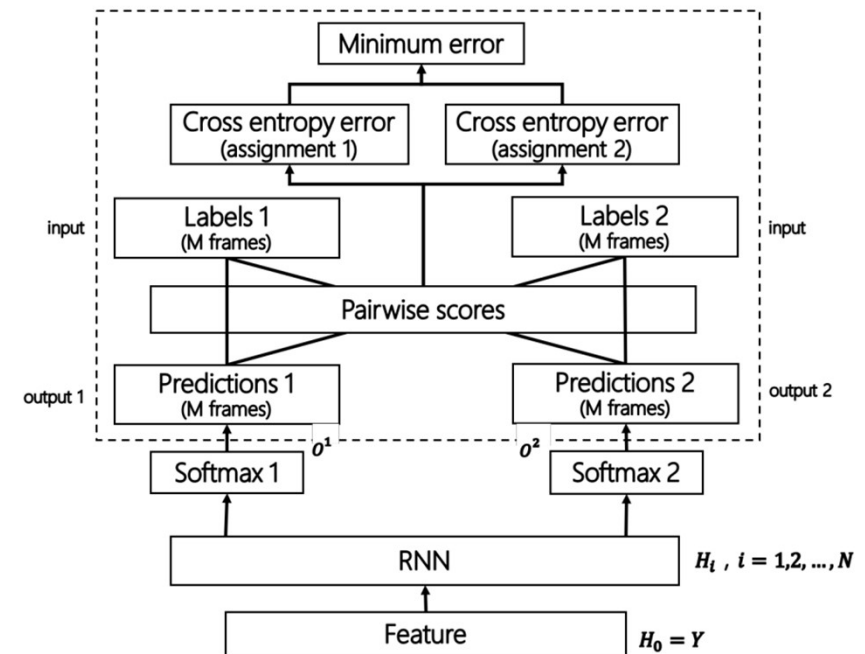 Minimum error
Cross entropy error
(assignment 1)
Cross entropy error
(assignment 2)
input
Labels 1
(M frames)
Labels 2
(M frames)
input
Pairwise scores
output 1
Predictions 1
(M frames)
Predictions 2
(M frames)
output 2
O¹
O²
Softmax 1
Softmax 2
RNN
Hᵢ , i = 1,2, ..., N
Feature
H₀ = Y